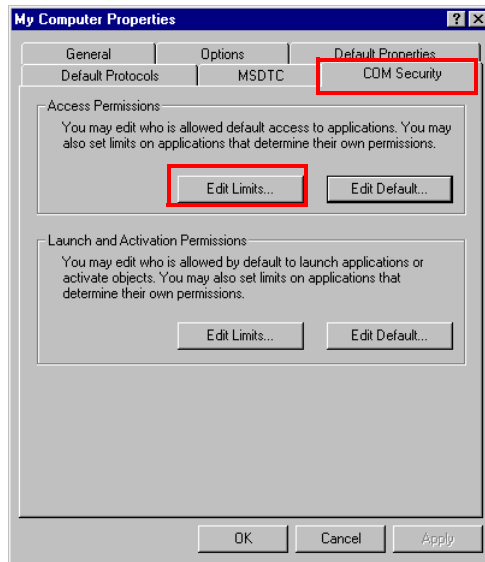 My Computer Properties
General Options Default Properties
Default Protocols MSDTC COM Security
Access Permissions
You may edit who is allowed default access to applications. You may
also set limits on applications that determine their own permissions.
Edit Limits... Edit Default...
Launch and Activation Permissions
You may edit who is allowed by default to launch applications or
activate objects. You may also set limits on applications that
determine their own permissions.
Edit Limits... Edit Default...
OK Cancel Apply